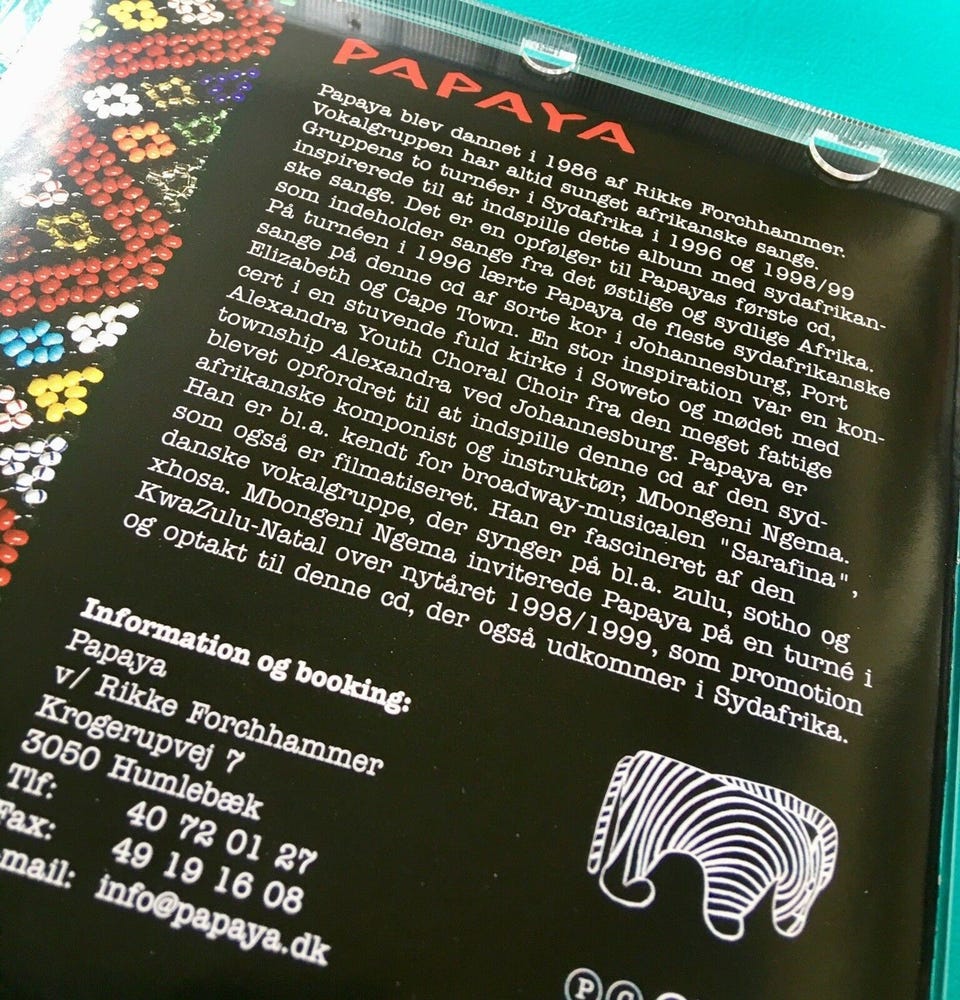 PAPAYA
Papaya blev dannet i 1986 af Rikke Forchhammer.
Vokalgruppen har altid sunget afrikanske sange.
Gruppens to turnéer i Sydafrika i 1996 og 1998/99
inspirerede til at indspille dette album med sydafrikan-
ske sange. Det er en opfølger til Papayas første cd,
som indeholder sange fra det østlige og sydlige Afrika.
På turnéen i 1996 lærte Papaya de fleste sydafrikanske
sange på denne cd af sorte kor i Johannesburg, Port
Elizabeth og Cape Town. En stor inspiration var en kon-
cert i en stuvende fuld kirke i Soweto og mødet med
Alexandra Youth Choral Choir fra den meget fattige
township Alexandra ved Johannesburg. Papaya er
blevet opfordret til at indspille denne cd af den syd-
afrikanske komponist og instruktør, Mbongeni Ngema.
Han er bl.a. kendt for broadway-musicalen "Sarafina",
som også er filmatiseret. Han er fascineret af den
danske vokalgruppe, der synger på bl.a. zulu, sotho og
xhosa. Mbongeni Ngema inviterede Papaya på en turné i
KwaZulu-Natal over nytåret 1998/1999, som promotion
og optakt til denne cd, der også udkommer i Sydafrika.
Information og booking:
Papaya
v/ Rikke Forchhammer
Krogerupvej 7
3050 Humlebæk
Tlf: 40 72 01 27
Fax: 49 19 16 08
mail: info@papaya.dk
Ⓟ Ⓒ